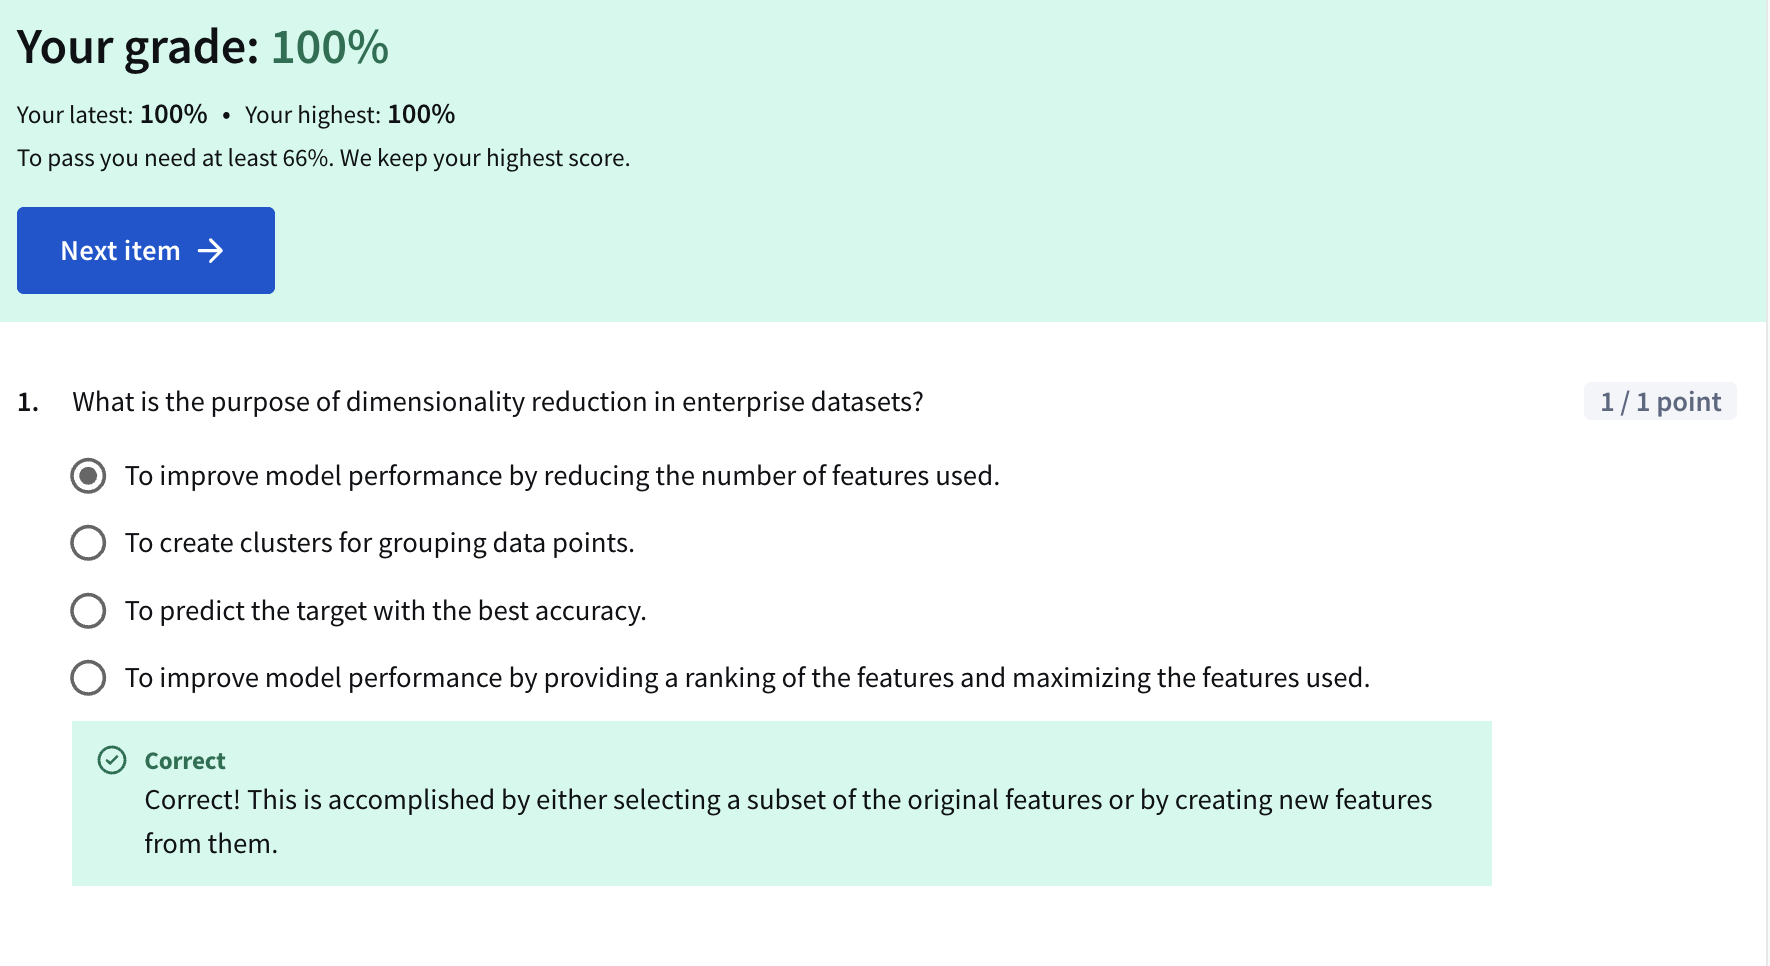 Your grade: 100%
Your latest: 100% • Your highest: 100%
To pass you need at least 66%. We keep your highest score.
Next item →
1. What is the purpose of dimensionality reduction in enterprise datasets? 1 / 1 point
To improve model performance by reducing the number of features used.
To create clusters for grouping data points.
To predict the target with the best accuracy.
To improve model performance by providing a ranking of the features and maximizing the features used.
Correct
Correct! This is accomplished by either selecting a subset of the original features or by creating new features
from them.